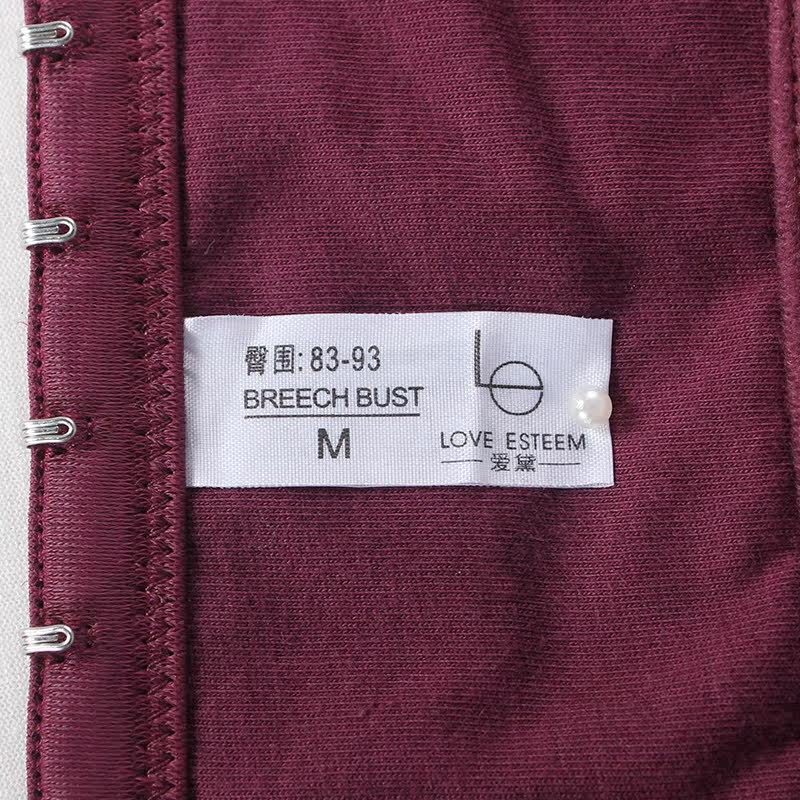 臀围: 83-93
BREECH BUST
M
LOVE ESTEEM
爱黛